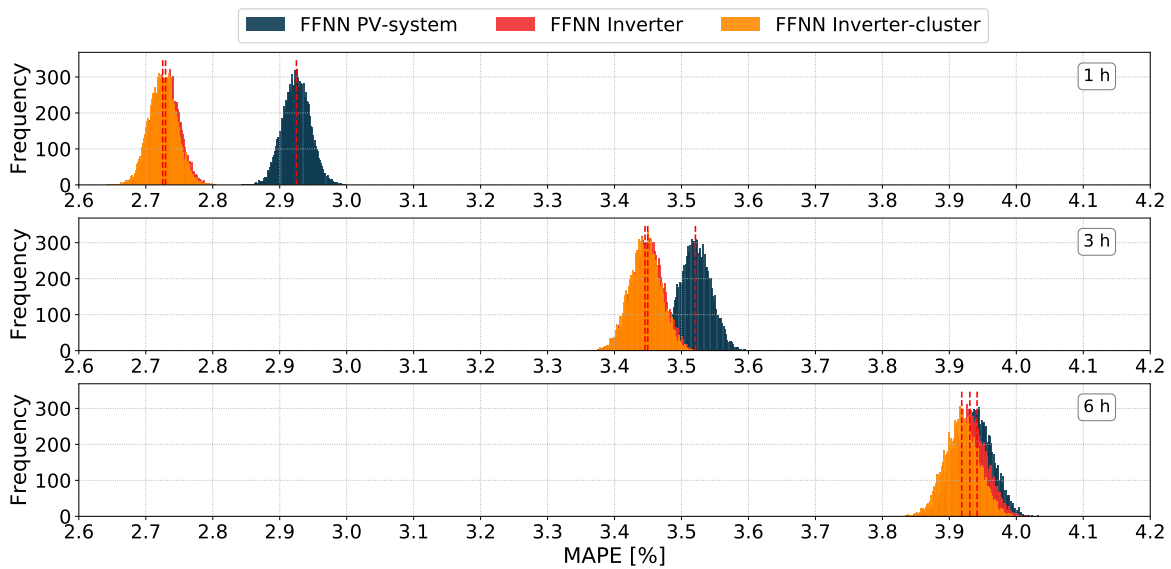 FFNN PV-system FFNN Inverter FFNN Inverter-cluster
Frequency
300
200
100
0
1 h
2.6 2.7 2.8 2.9 3.0 3.1 3.2 3.3 3.4 3.5 3.6 3.7 3.8 3.9 4.0 4.1 4.2
Frequency
300
200
100
0
3 h
2.6 2.7 2.8 2.9 3.0 3.1 3.2 3.3 3.4 3.5 3.6 3.7 3.8 3.9 4.0 4.1 4.2
Frequency
300
200
100
0
6 h
2.6 2.7 2.8 2.9 3.0 3.1 3.2 3.3 3.4 3.5 3.6 3.7 3.8 3.9 4.0 4.1 4.2
MAPE [%]